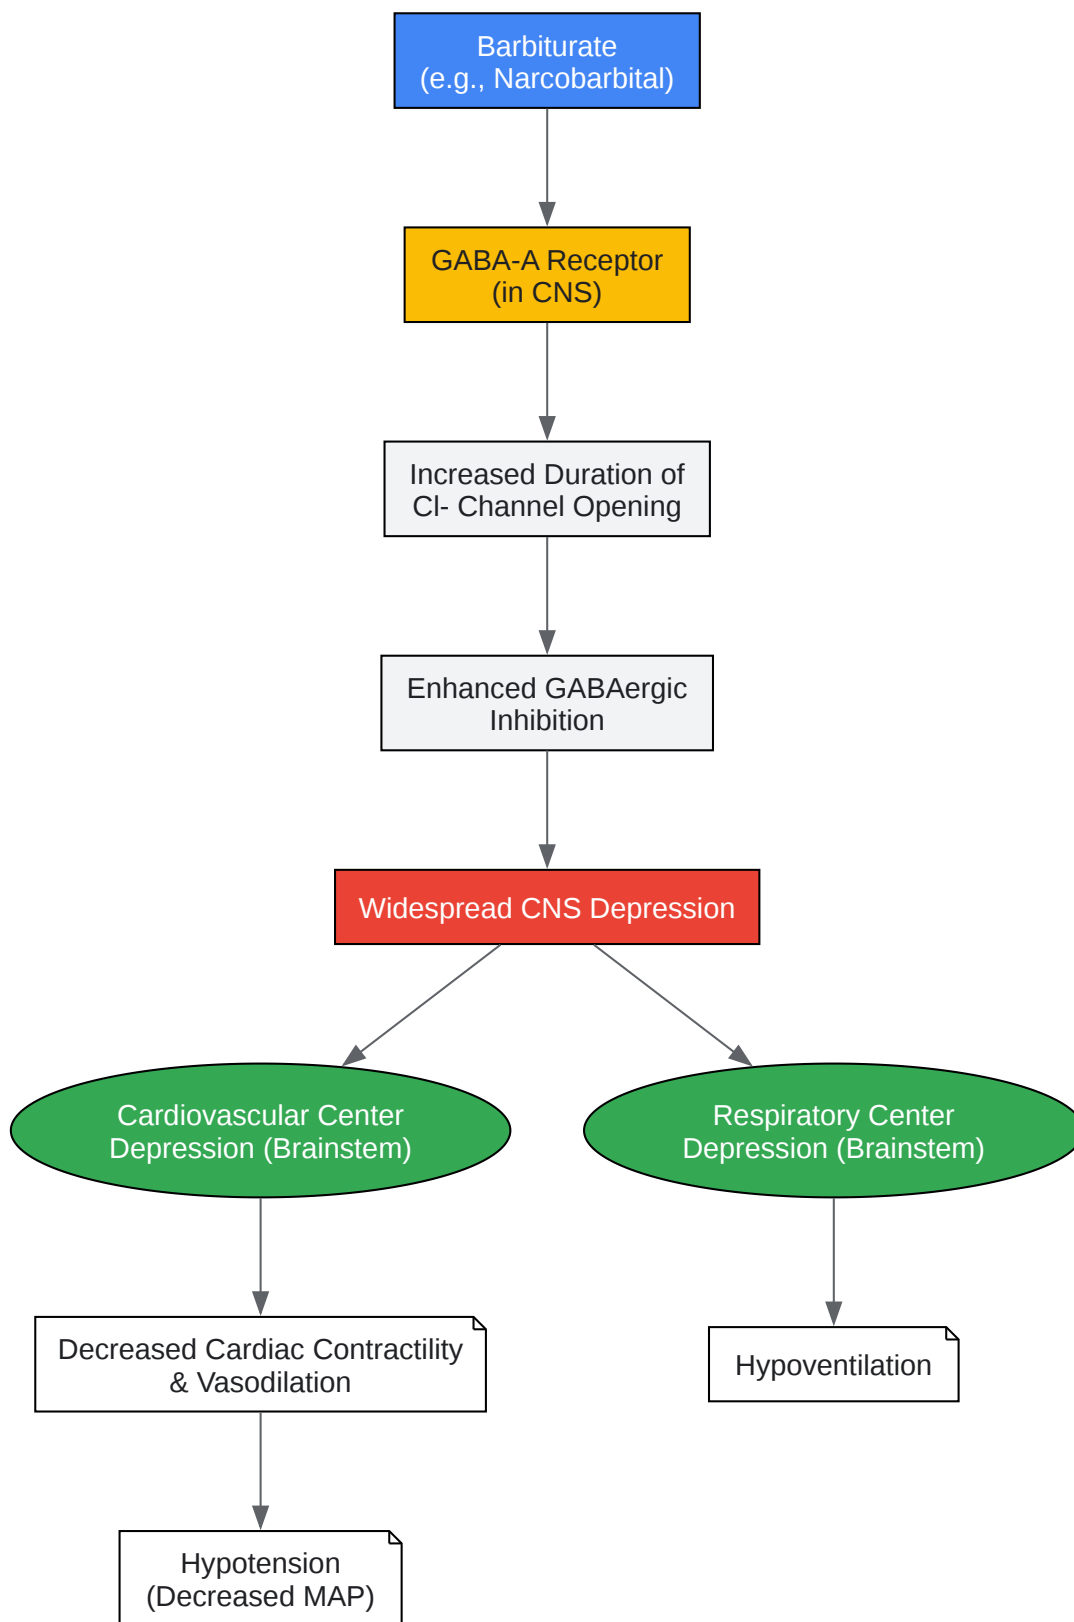 Barbiturate
(e.g., Narcobarbital)
GABA-A Receptor
(in CNS)
Increased Duration of
Cl- Channel Opening
Enhanced GABAergic
Inhibition
Widespread CNS Depression
Cardiovascular Center
Depression (Brainstem)
Respiratory Center
Depression (Brainstem)
Decreased Cardiac Contractility
& Vasodilation
Hypoventilation
Hypotension
(Decreased MAP)